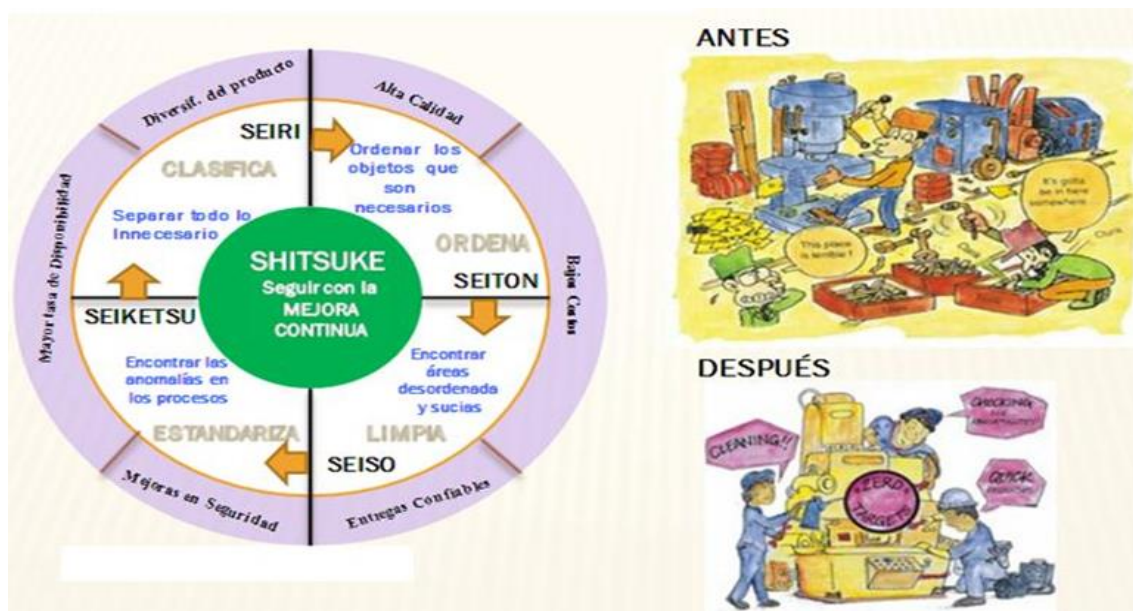 Diversif. del producto
Alta Calidad
Bajos Costos
Entregas Confiables
Mejoras en Seguridad
Mayor tasa de Disponibilidad
SEIRI
CLASIFICA
Separar todo lo
Innecesario
Ordenar los
objetos que
son
necesarios
ORDENA
SEITON
SHITSUKE
Seguir con la
MEJORA
CONTINUA
SEIKETSU
Encontrar las
anomalías en
los procesos
ESTANDARIZA
Encontrar
áreas
desordenada
y sucias
LIMPIA
SEISO
ANTES
It's gotta
be in here
somewhere
This place
is terrible!
Clunk
DESPUÉS
CLEANING!!
CHECKING
QUICK
ZERO
TARGETS